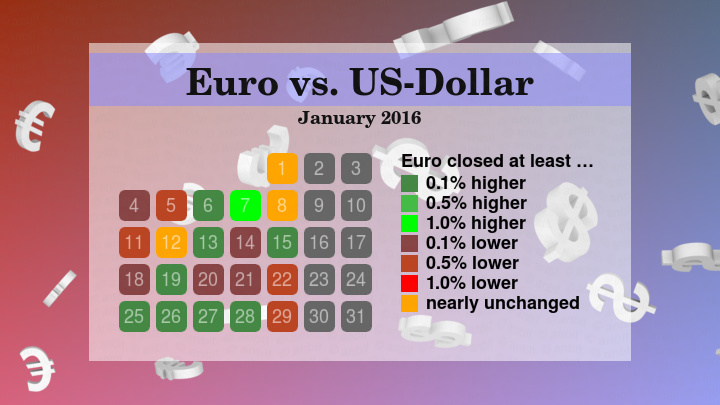 Euro vs. US-Dollar
January 2016
1 2 3
4 5 6 7 8 9 10
11 12 13 14 15 16 17
18 19 20 21 22 23 24
25 26 27 28 29 30 31
Euro closed at least …
0.1% higher
0.5% higher
1.0% higher
0.1% lower
0.5% lower
1.0% lower
nearly unchanged